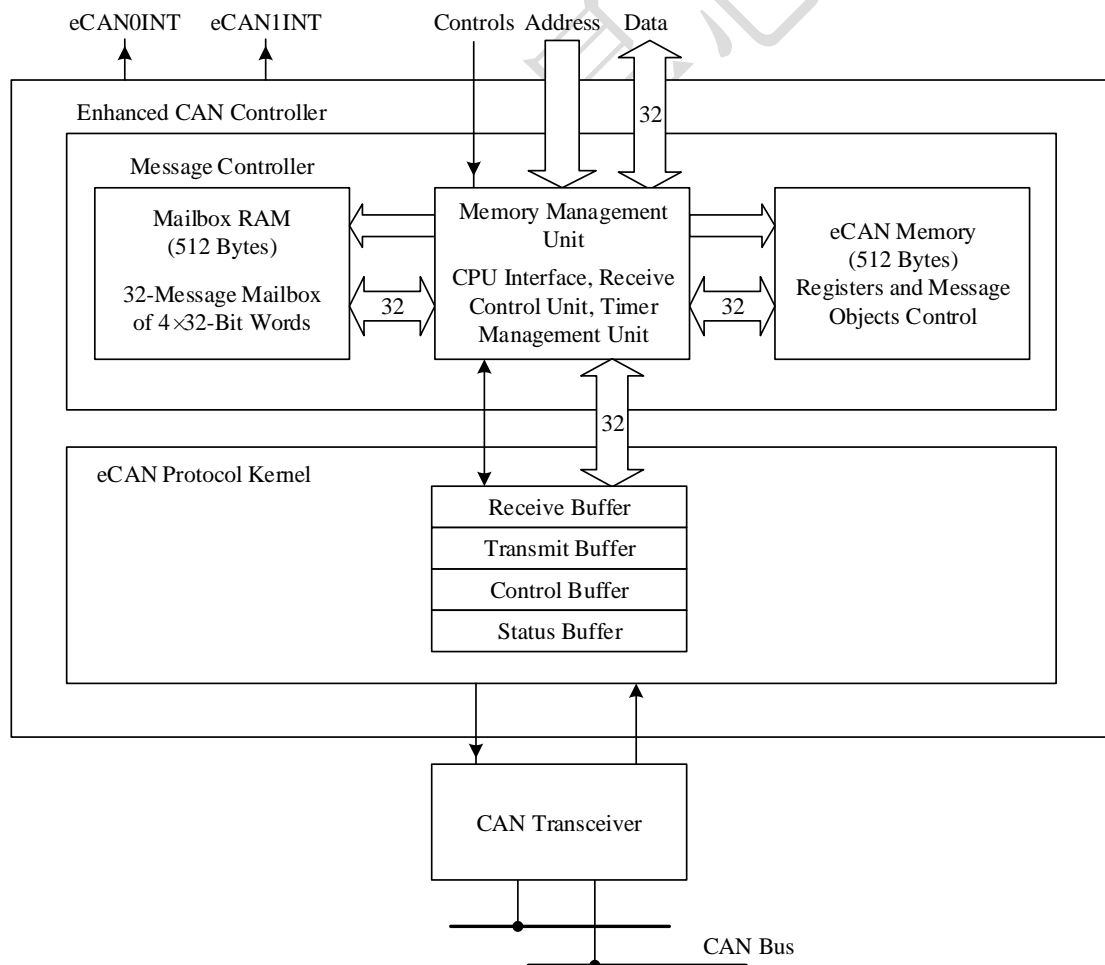 eCAN0INT eCAN1INT Controls Address Data
32
Enhanced CAN Controller
Message Controller
Mailbox RAM
(512 Bytes)
32-Message Mailbox
of 4×32-Bit Words
32
Memory Management
Unit
CPU Interface, Receive
Control Unit, Timer
Management Unit
32
eCAN Memory
(512 Bytes)
Registers and Message
Objects Control
32
eCAN Protocol Kernel
Receive Buffer
Transmit Buffer
Control Buffer
Status Buffer
CAN Transceiver
CAN Bus